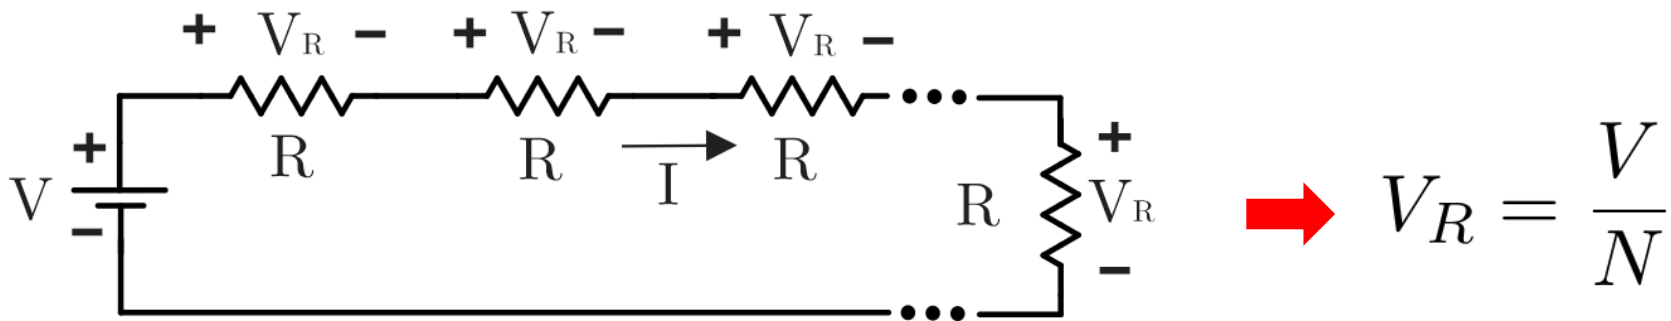 + V_R − + V_R − + V_R −
R R I R
V + −
R + V_R −
V_R = V/N